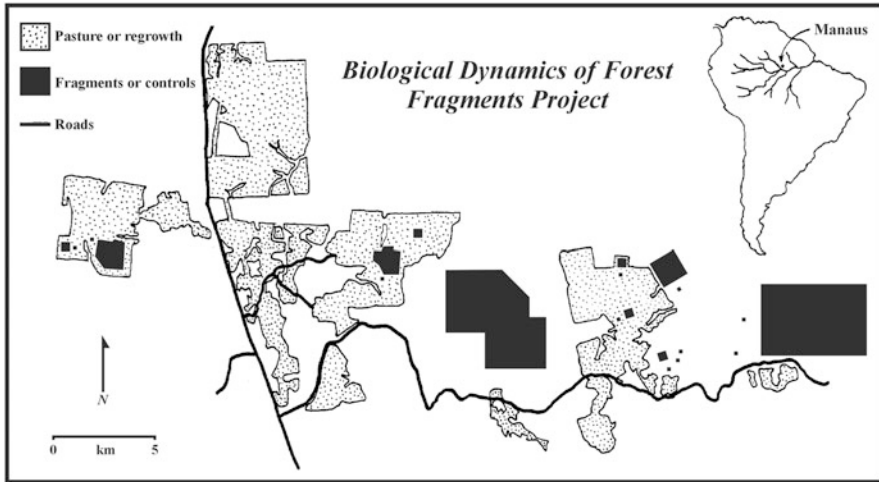 Pasture or regrowth
Fragments or controls
Roads
Biological Dynamics of Forest
Fragments Project
Manaus
N
0 km 5